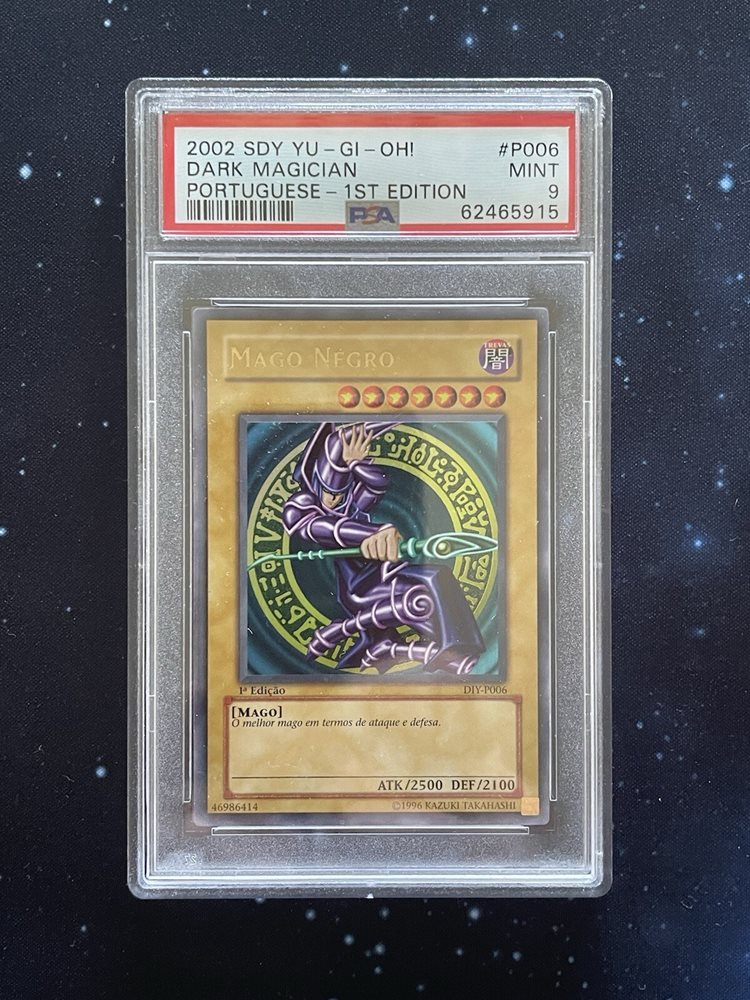 2002 SDY YU-GI-OH! #P006
DARK MAGICIAN MINT
PORTUGUESE-1ST EDITION 9
PSA 62465915
MAGO NEGRO
TREVAS
闇
1ª Edição DIY-P006
[MAGO]
O melhor mago em termos de ataque e defesa.
ATK/2500 DEF/2100
46986414 ©1996 KAZUKI TAKAHASHI